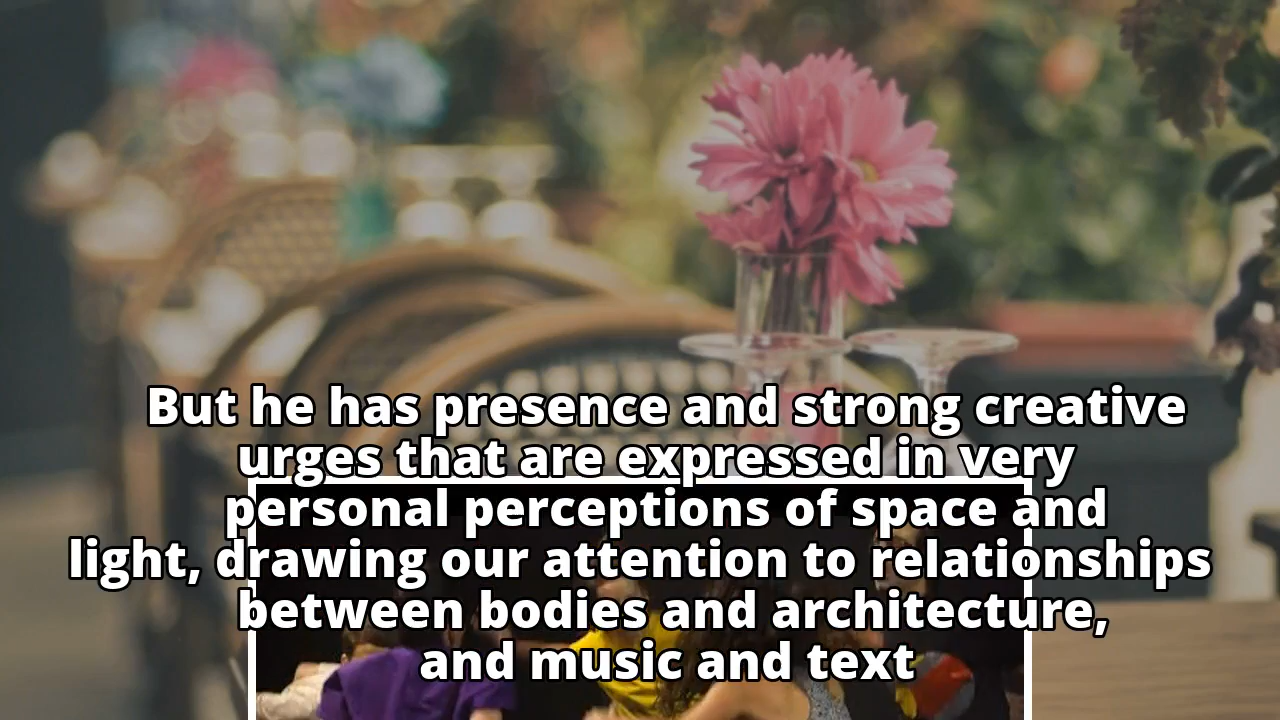 But he has presence and strong creative
urges that are expressed in very
personal perceptions of space and
light, drawing our attention to relationships
between bodies and architecture,
and music and text